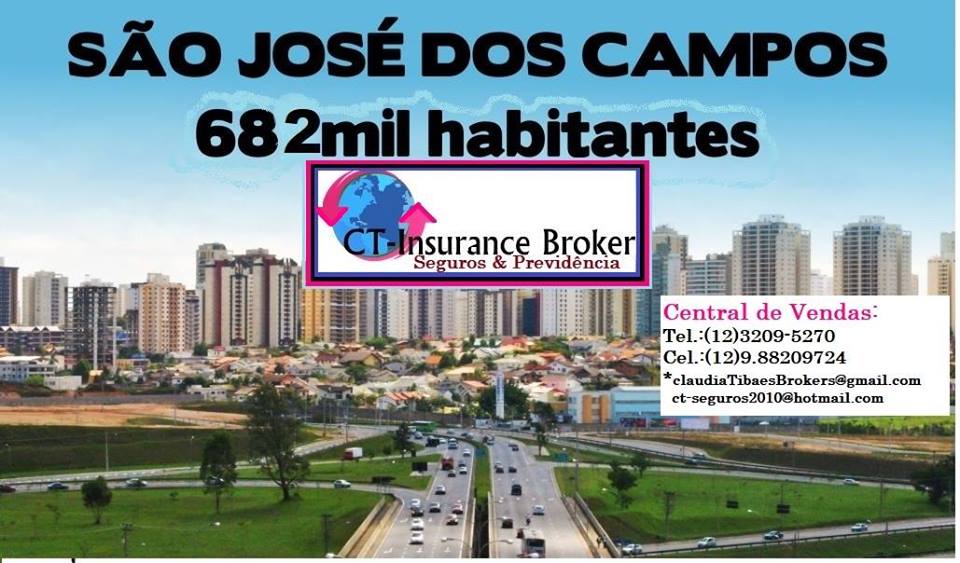 SÃO JOSÉ DOS CAMPOS
682mil habitantes
CT-Insurance Broker
Seguros & Previdência
Central de Vendas:
Tel.:(12)3209-5270
Cel.:(12)9.88209724
*claudiaTibaesBrokers@gmail.com
ct-seguros2010@hotmail.com